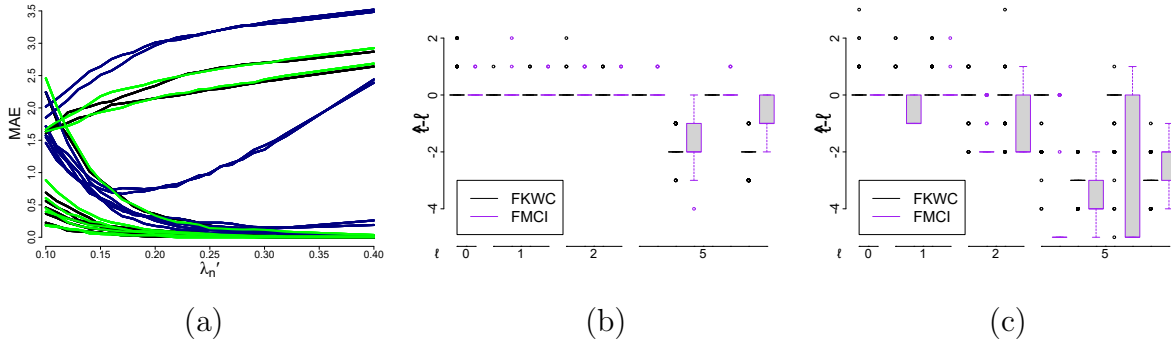 3.5
3.0
2.5
2.0
1.5
1.0
0.5
0.0
MAE
0.10 0.15 0.20 0.25 0.30 0.35 0.40
λn′
(a)
2
0
-2
-4
ℓ̂-ℓ
FKWC
FMCI
ℓ 0 1 2 5
(b)
2
0
-2
-4
ℓ̂-ℓ
FKWC
FMCI
ℓ 0 1 2 5
(c)